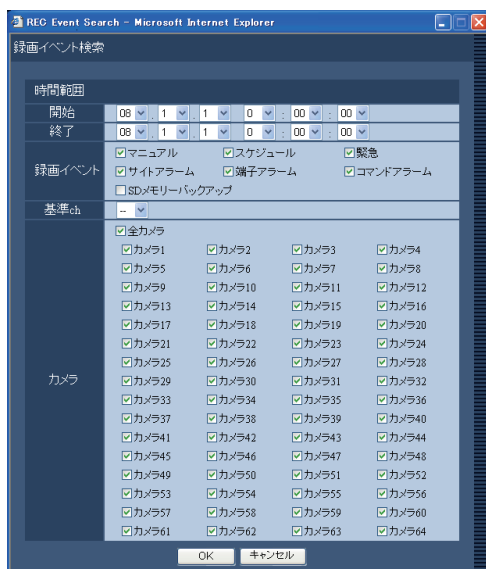 REC Event Search - Microsoft Internet Explorer
録画イベント検索
時間範囲
開始 08 . 1 . 1 0 : 00 : 00
終了 08 . 1 . 1 0 : 00 : 00
録画イベント マニュアル スケジュール 緊急
サイトアラーム 端子アラーム コマンドアラーム
SDメモリーバックアップ
基準ch --
全カメラ
カメラ1 カメラ2 カメラ3 カメラ4
カメラ5 カメラ6 カメラ7 カメラ8
カメラ9 カメラ10 カメラ11 カメラ12
カメラ13 カメラ14 カメラ15 カメラ16
カメラ17 カメラ18 カメラ19 カメラ20
カメラ21 カメラ22 カメラ23 カメラ24
カメラ25 カメラ26 カメラ27 カメラ28
カメラ カメラ29 カメラ30 カメラ31 カメラ32
カメラ33 カメラ34 カメラ35 カメラ36
カメラ37 カメラ38 カメラ39 カメラ40
カメラ41 カメラ42 カメラ43 カメラ44
カメラ45 カメラ46 カメラ47 カメラ48
カメラ49 カメラ50 カメラ51 カメラ52
カメラ53 カメラ54 カメラ55 カメラ56
カメラ57 カメラ58 カメラ59 カメラ60
カメラ61 カメラ62 カメラ63 カメラ64
OK キャンセル